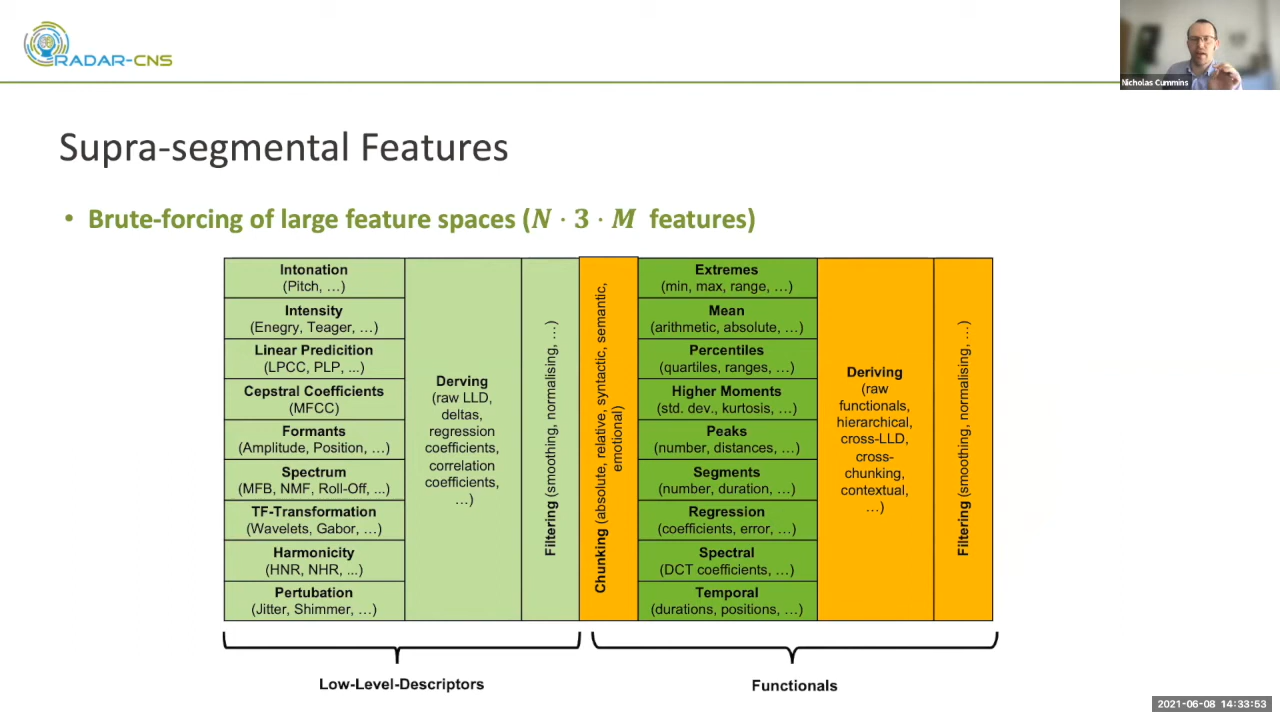 RADAR-CNS
Nicholas Cummins
Supra-segmental Features
• Brute-forcing of large feature spaces (N · 3 · M features)
Intonation
(Pitch, …)
Intensity
(Enegry, Teager, …)
Linear Predicition
(LPCC, PLP, ...)
Cepstral Coefficients
(MFCC)
Formants
(Amplitude, Position, …)
Spectrum
(MFB, NMF, Roll-Off, ...)
TF-Transformation
(Wavelets, Gabor, …)
Harmonicity
(HNR, NHR, ...)
Pertubation
(Jitter, Shimmer, …)
Derving
(raw LLD,
deltas,
regression
coefficients,
correlation
coefficients,
…)
Filtering (smoothing, normalising, …)
Chunking (absolute, relative, syntactic, semantic,
emotional)
Extremes
(min, max, range, …)
Mean
(arithmetic, absolute, …)
Percentiles
(quartiles, ranges, …)
Higher Moments
(std. dev., kurtosis, …)
Peaks
(number, distances, …)
Segments
(number, duration, …)
Regression
(coefficients, error, …)
Spectral
(DCT coefficients, …)
Temporal
(durations, positions, …)
Deriving
(raw
functionals,
hierarchical,
cross-LLD,
cross-
chunking,
contextual,
…)
Filtering (smoothing, normalising, …)
Low-Level-Descriptors
Functionals
2021-06-08 14:33:53